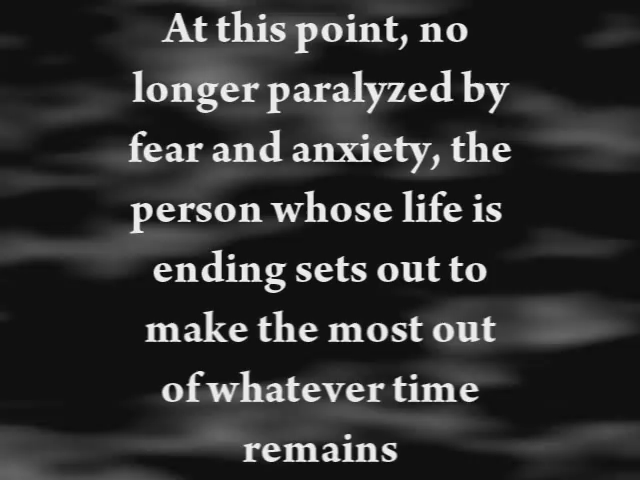 At this point, no
longer paralyzed by
fear and anxiety, the
person whose life is
ending sets out to
make the most out
of whatever time
remains